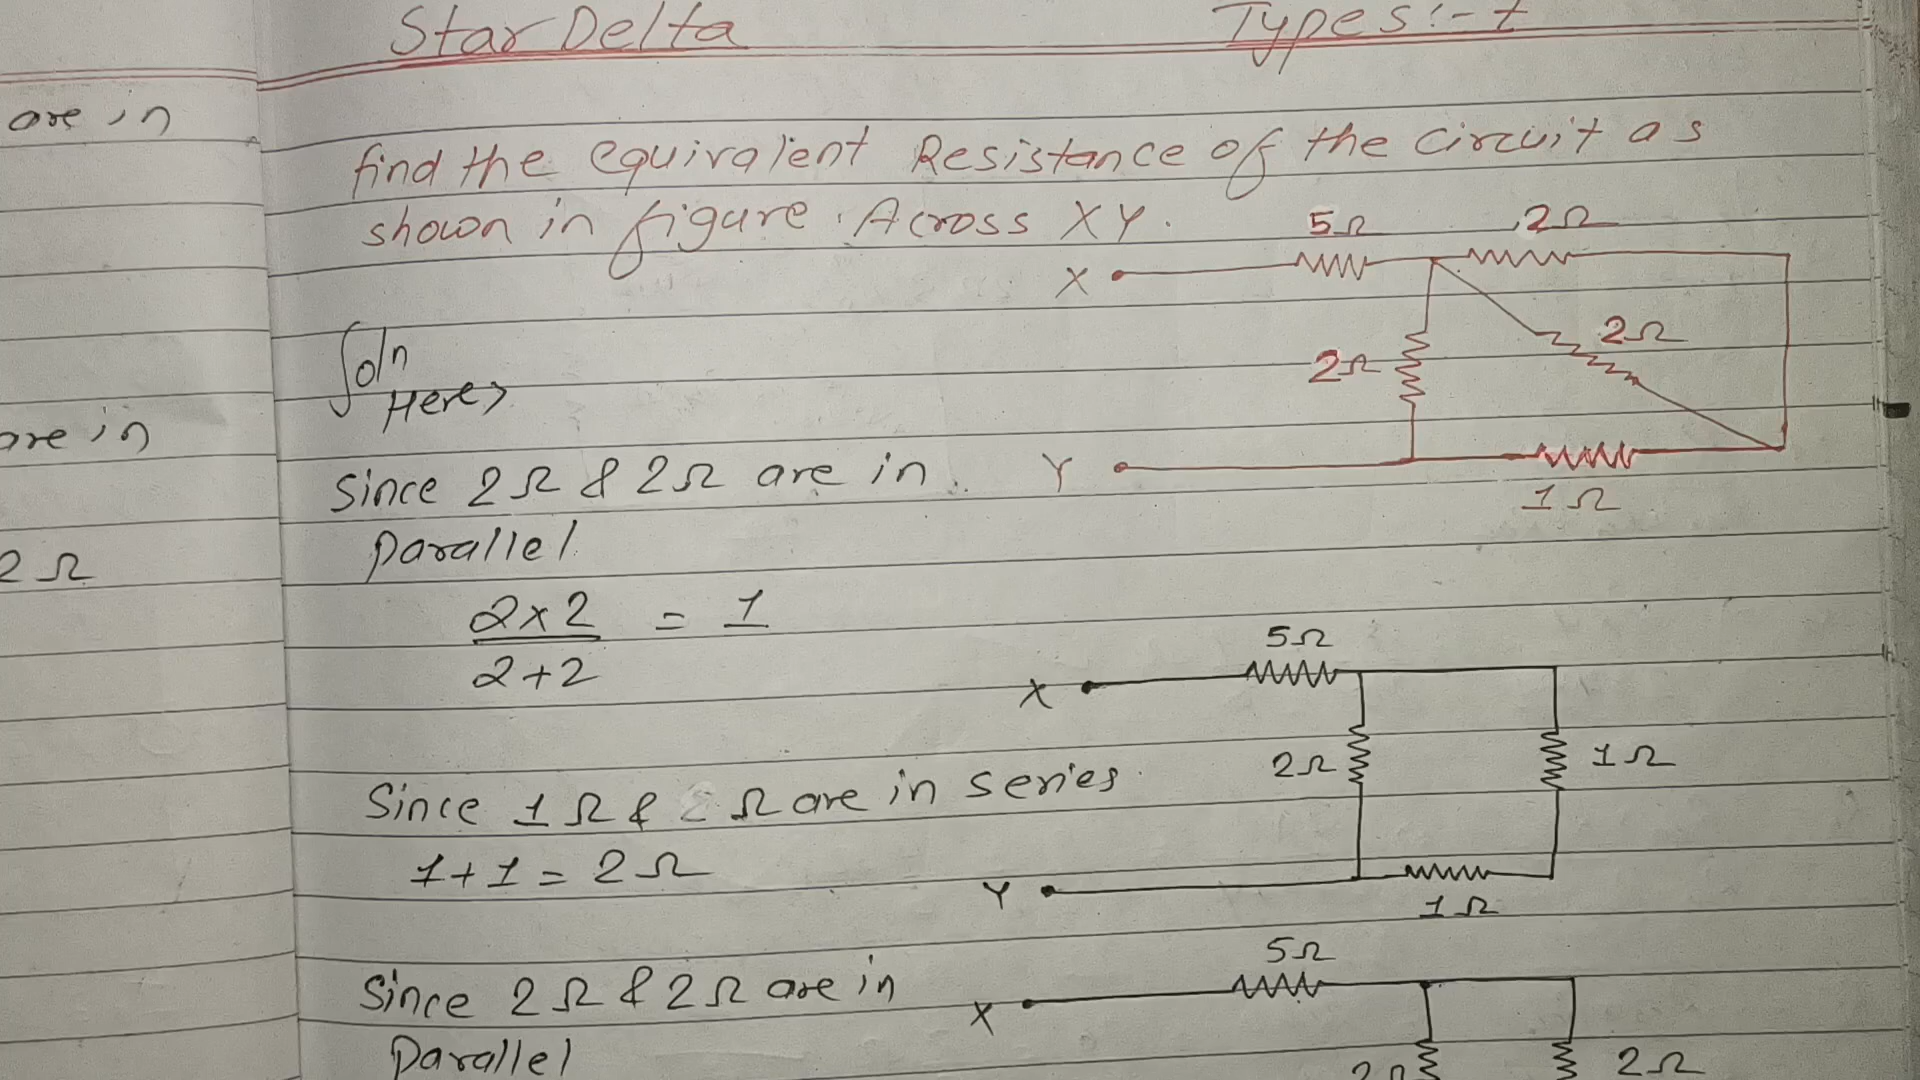 Star Delta
Types:-
are in
find the equivalent Resistance of the circuit as
shown in figure. Across XY.
5Ω
2Ω
X
2Ω
2Ω
Soln
Here,
are in
Since 2Ω & 2Ω are in
Y
1Ω
Parallel
2Ω
2×2 = 1
2+2
5Ω
X
2Ω
1Ω
Since 1Ω & Ω are in series
1+1 = 2Ω
Y
1Ω
5Ω
Since 2Ω & 2Ω are in
X
Parallel
2Ω
2Ω